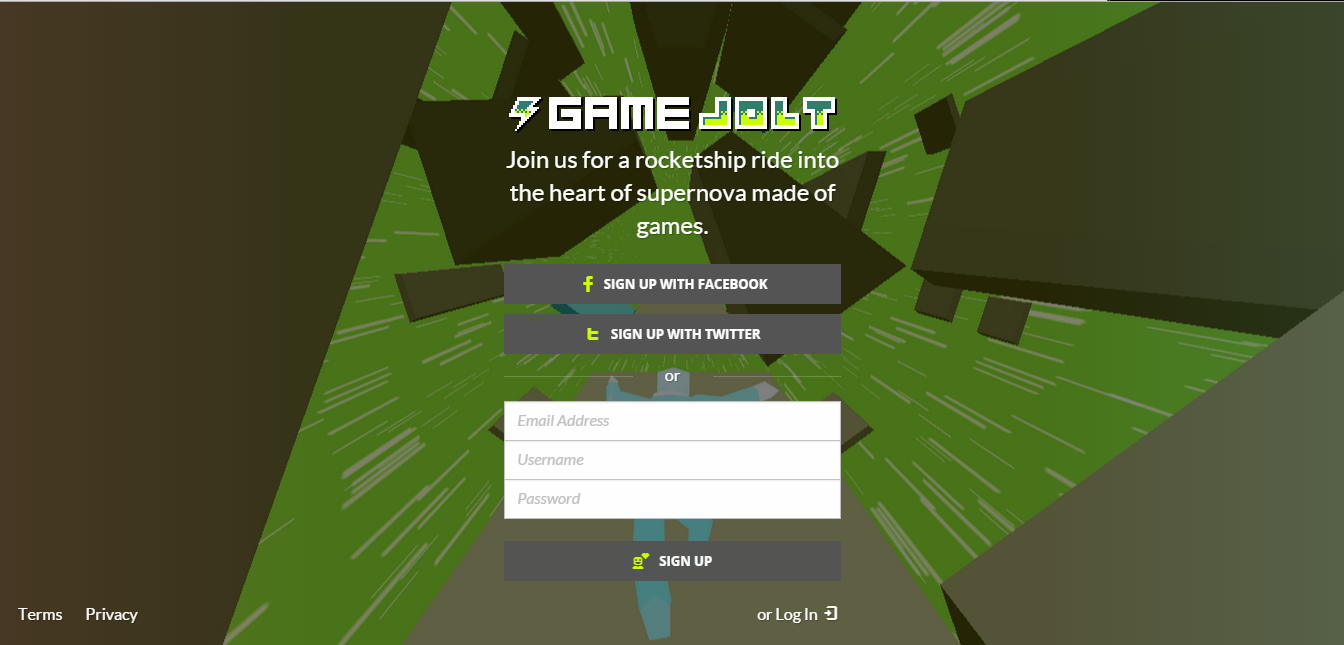 GAME JOLT
Join us for a rocketship ride into
the heart of supernova made of
games.
SIGN UP WITH FACEBOOK
SIGN UP WITH TWITTER
or
Email Address
Username
Password
SIGN UP
Terms Privacy or Log In